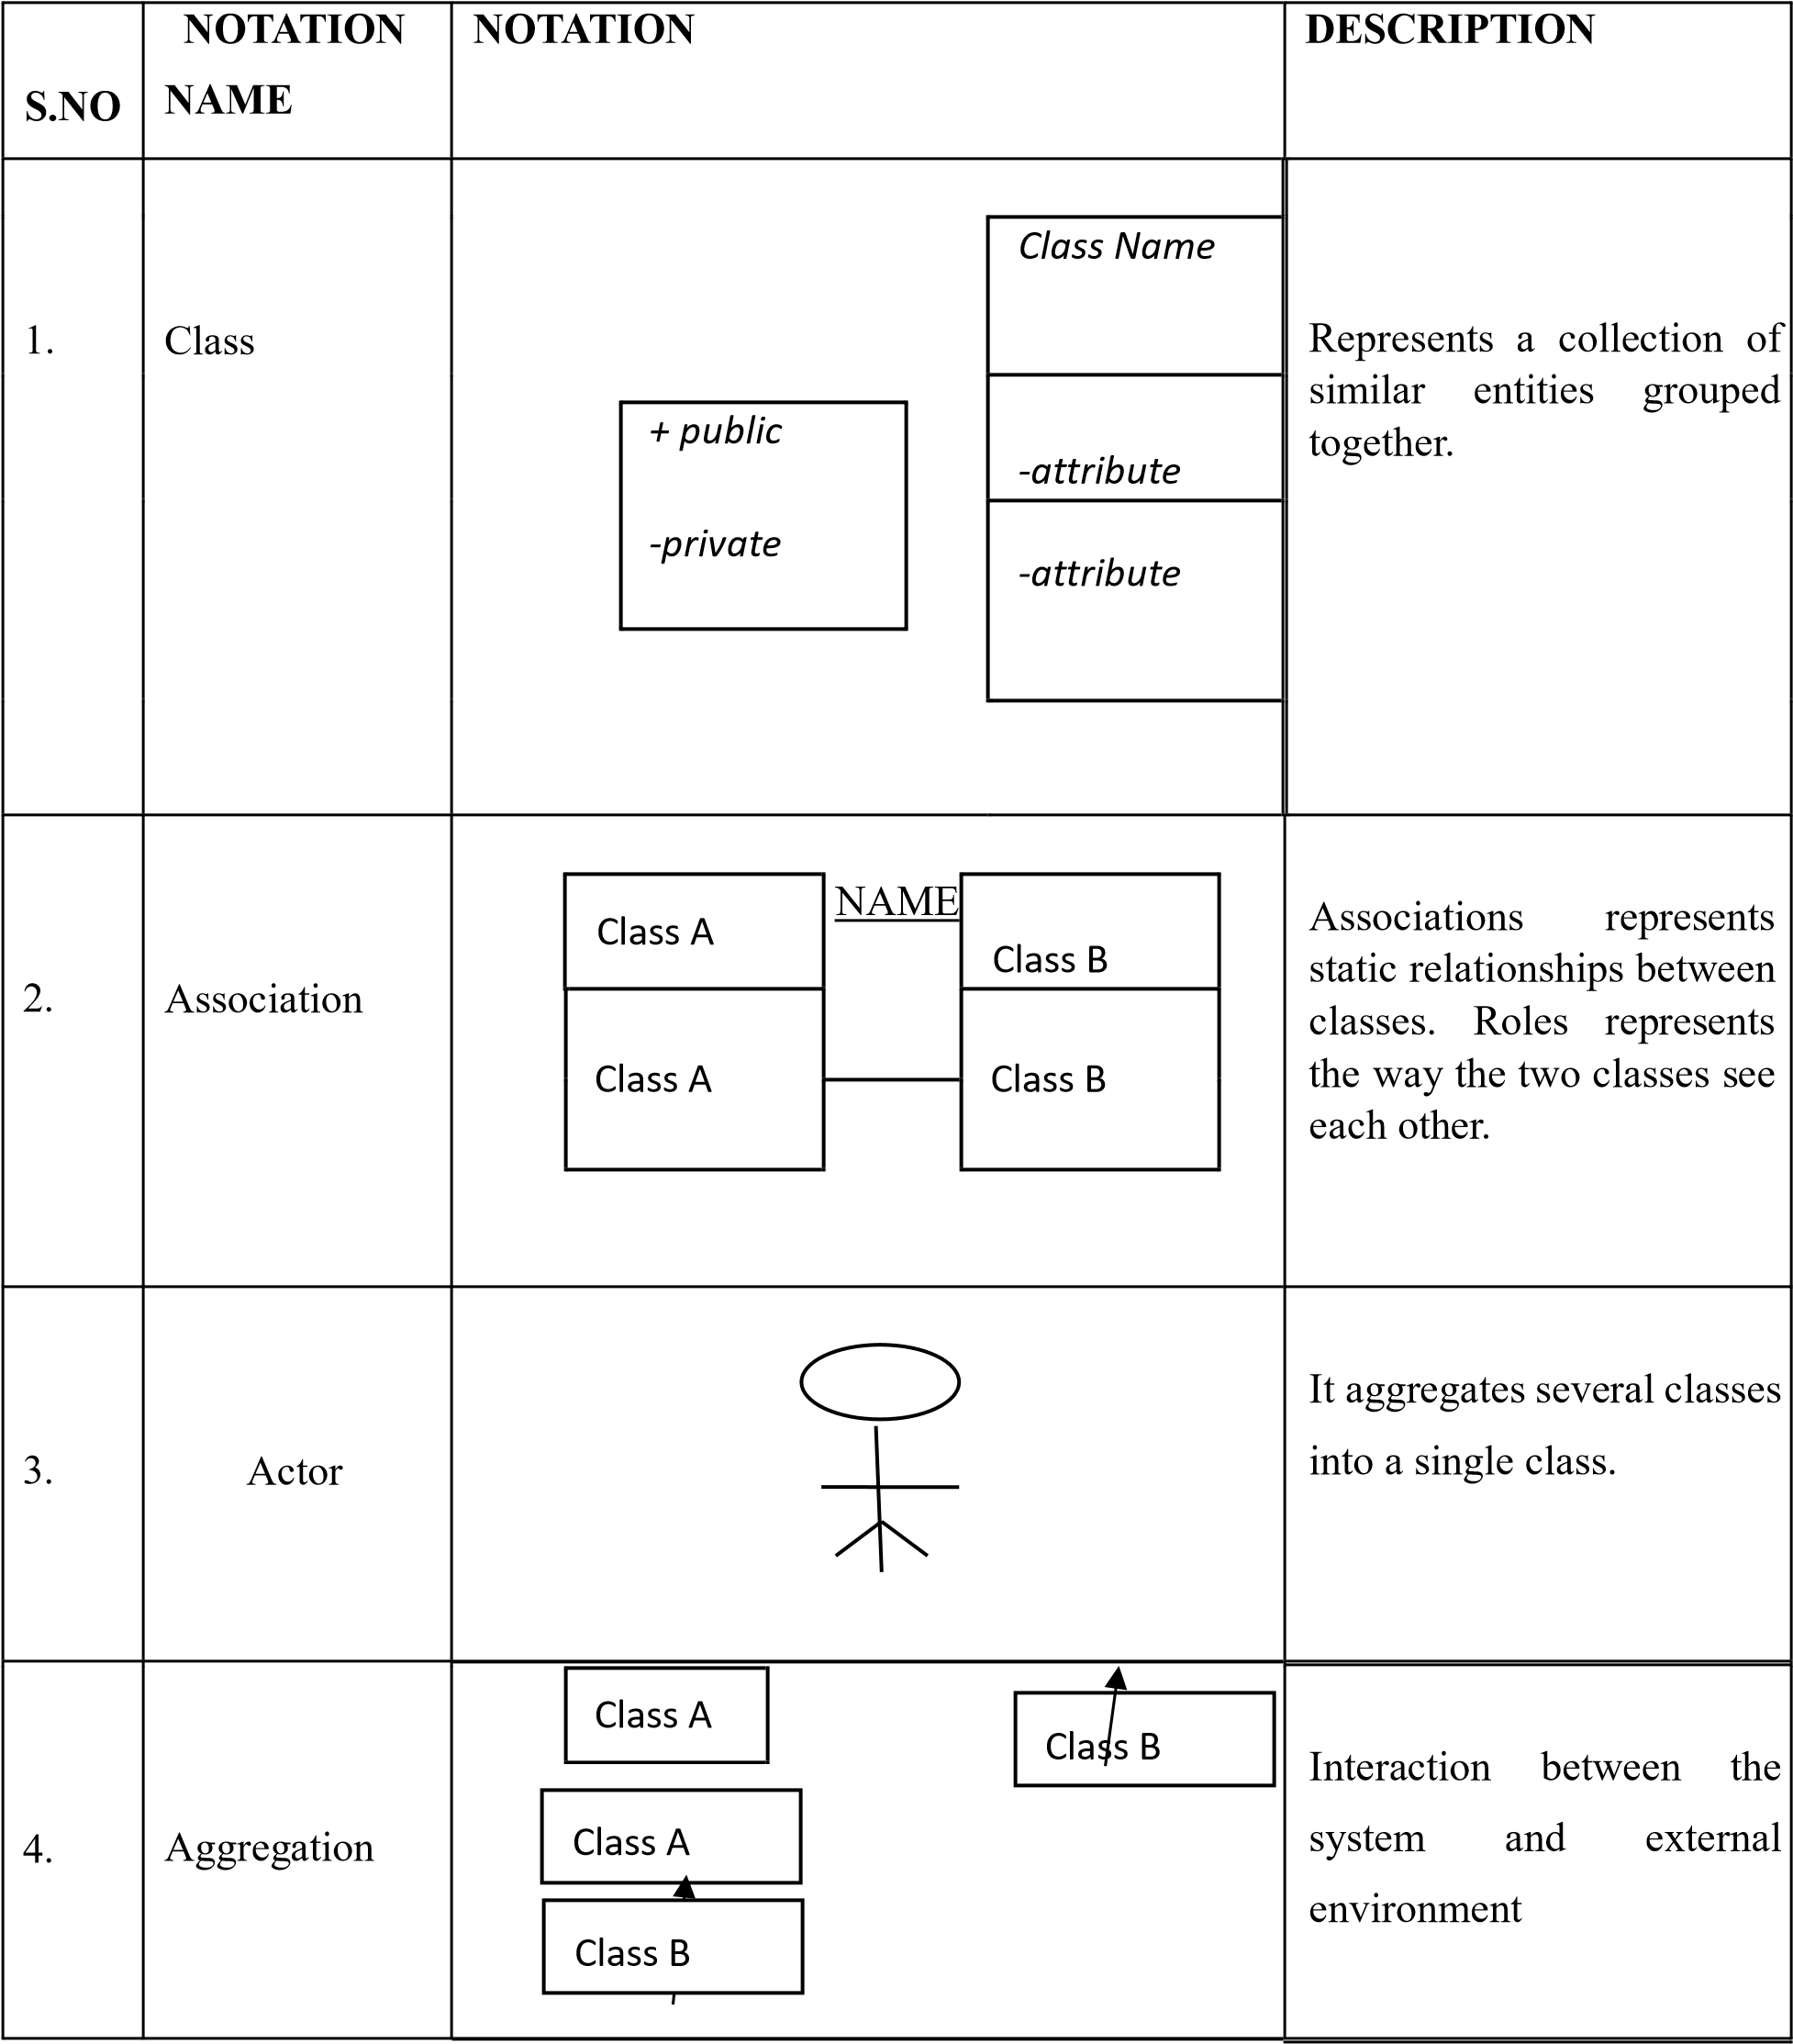 S.NO
NOTATION
NAME
NOTATION
DESCRIPTION
1.
Class
+ public
-private
Class Name
-attribute
-attribute
Represents a collection of
similar entities grouped
together.
2.
Association
Class A
NAME
Class B
Class A
Class B
Associations represents
static relationships between
classes. Roles represents
the way the two classes see
each other.
3.
Actor
It aggregates several classes
into a single class.
4.
Aggregation
Class A
Class B
Class A
Class B
Interaction between the
system and external
environment